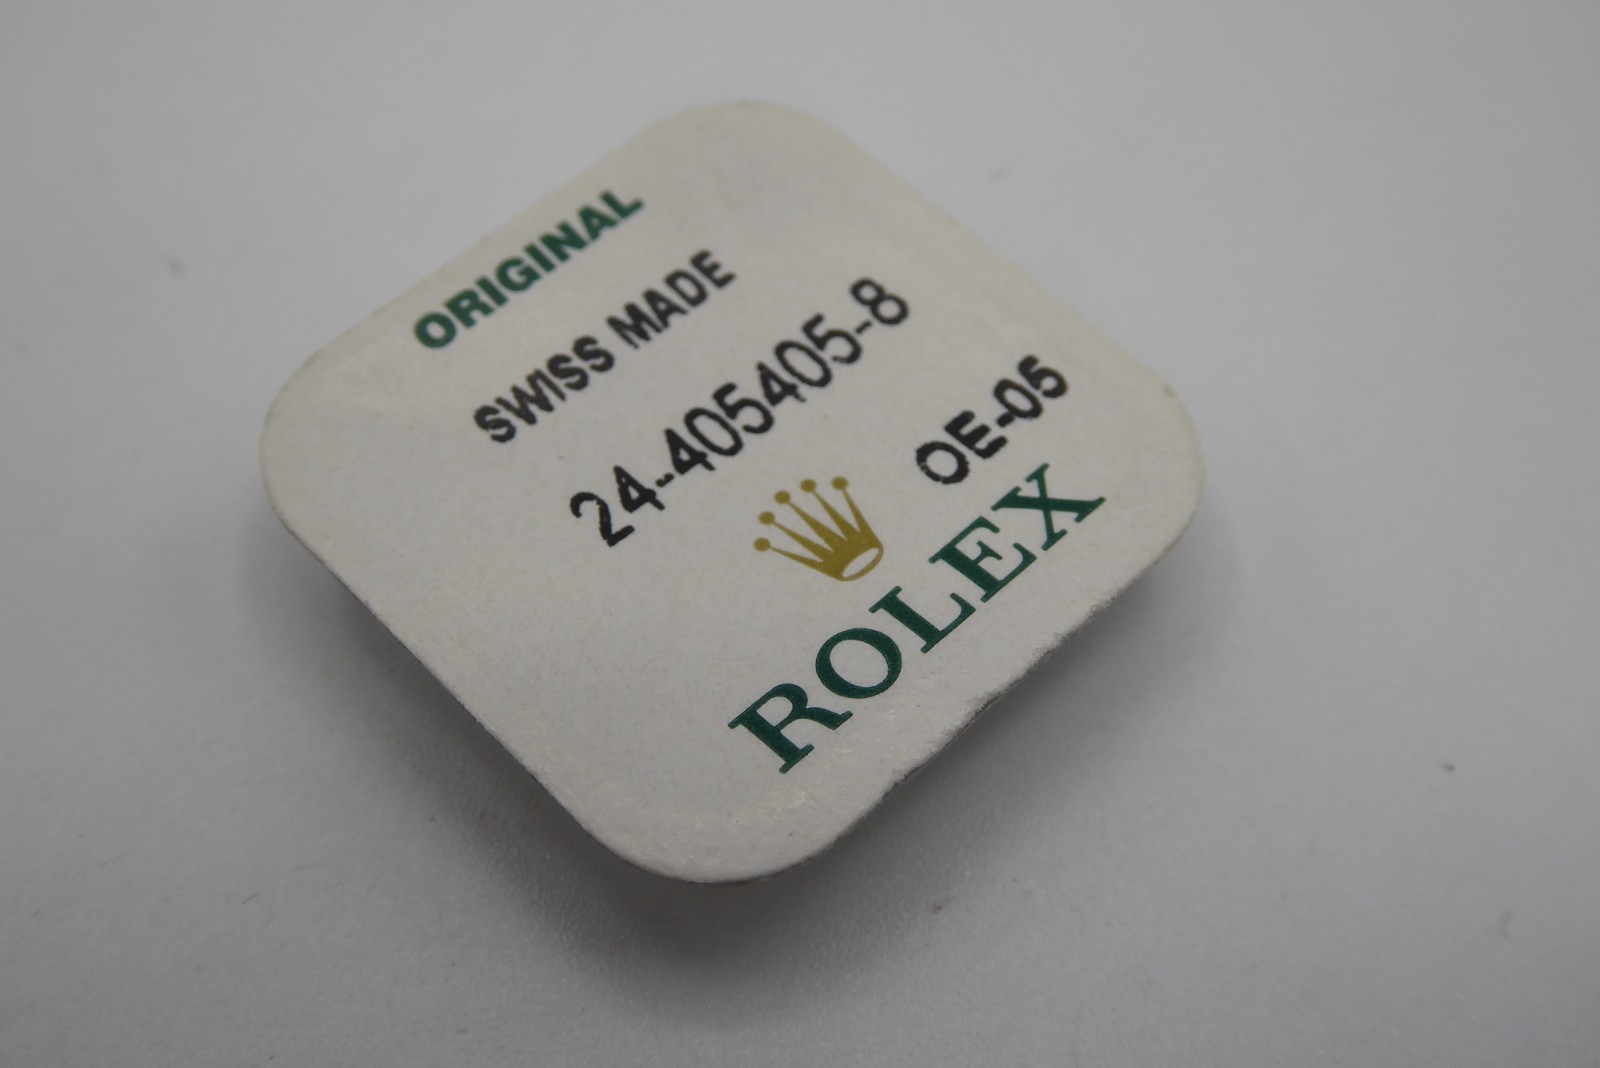 ORIGINAL
SWISS MADE
24-405405-8
OE-05
ROLEX